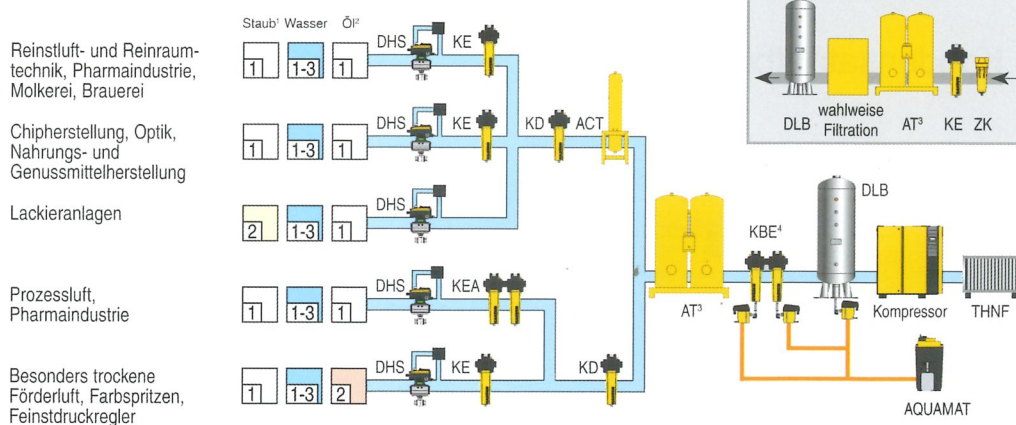 Staub¹ Wasser Öl²
Reinstluft- und Reinraum-
technik, Pharmaindustrie,
Molkerei, Brauerei
1 1-3 1
DHS KE
Chipherstellung, Optik,
Nahrungs- und
Genussmittelherstellung
1 1-3 1
DHS KE KD ACT
Lackieranlagen
2 1-3 1
DHS
Prozessluft,
Pharmaindustrie
1 1-3 1
DHS KEA
Besonders trockene
Förderluft, Farbspritzen,
Feinstdruckregler
1 1-3 2
DHS KE KD
DLB wahlweise
Filtration
AT³ KE ZK
AT³ KBE⁴ DLB Kompressor THNF
AQUAMAT